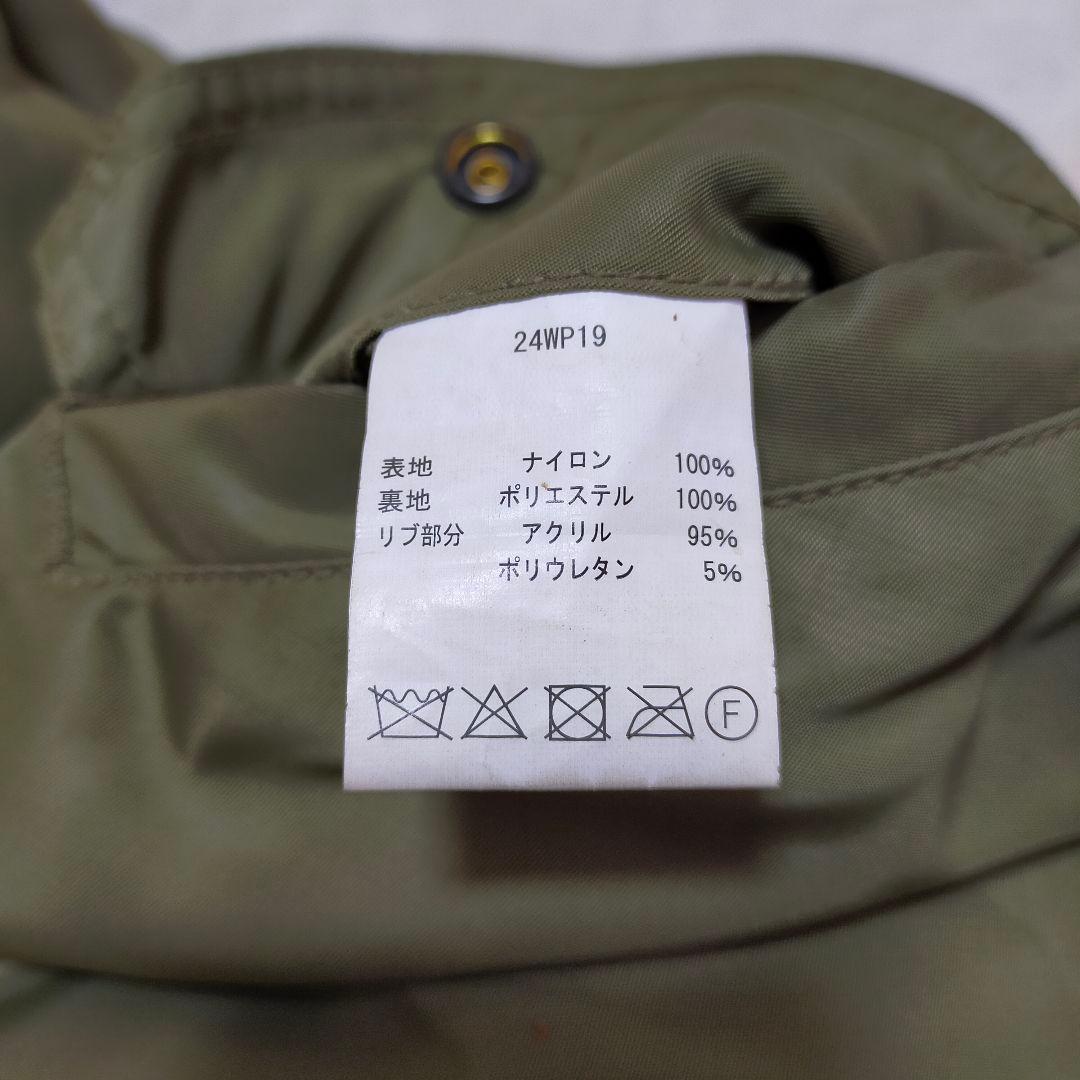 24WP19
表地 ナイロン 100%
裏地 ポリエステル 100%
リブ部分 アクリル 95%
ポリウレタン 5%
F